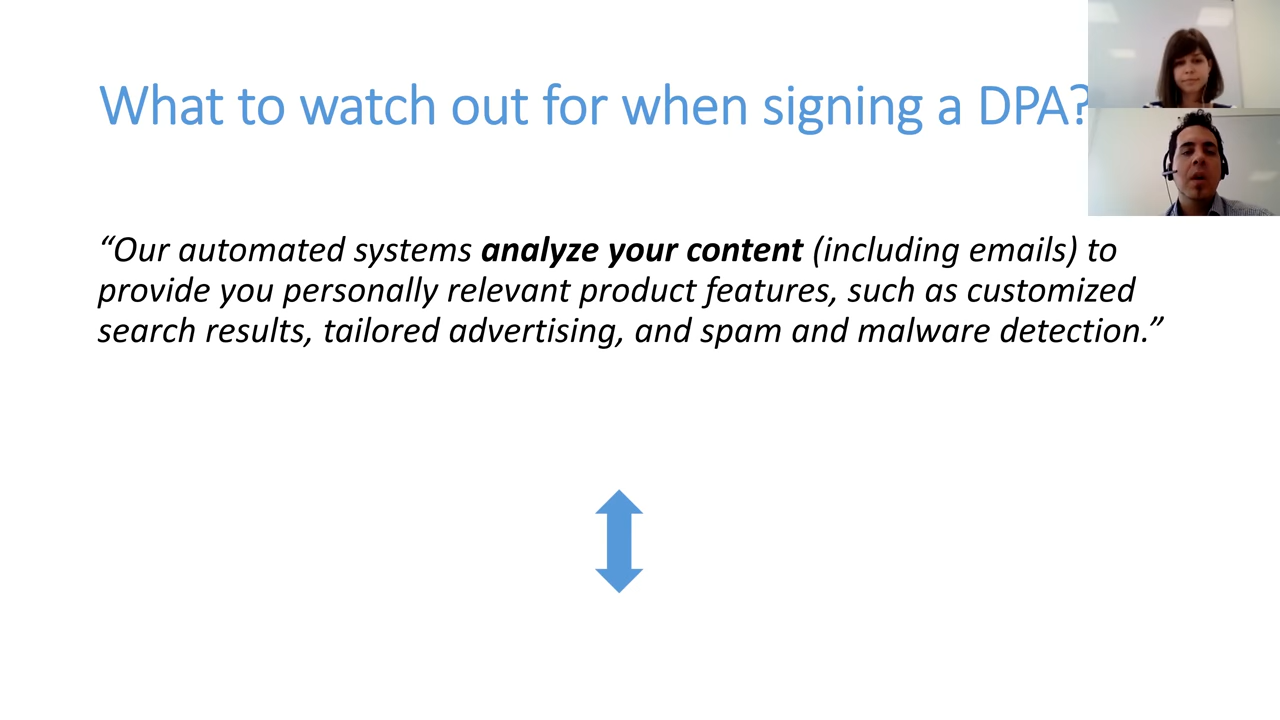 What to watch out for when signing a DPA?
“Our automated systems analyze your content (including emails) to
provide you personally relevant product features, such as customized
search results, tailored advertising, and spam and malware detection.”